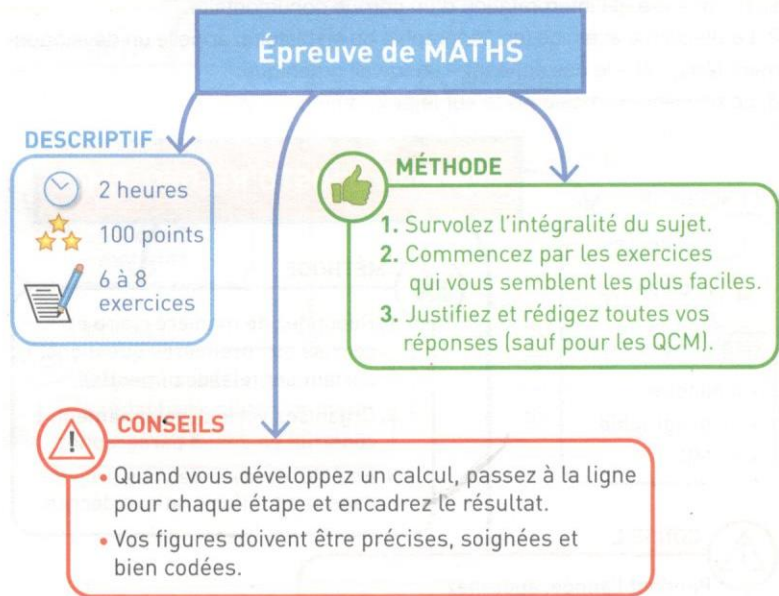 Épreuve de MATHS
DESCRIPTIF
2 heures
100 points
6 à 8
exercices
MÉTHODE
1. Survolez l'intégralité du sujet.
2. Commencez par les exercices
qui vous semblent les plus faciles.
3. Justifiez et rédigez toutes vos
réponses (sauf pour les QCM).
CONSEILS
• Quand vous développez un calcul, passez à la ligne
pour chaque étape et encadrez le résultat.
• Vos figures doivent être précises, soignées et
bien codées.